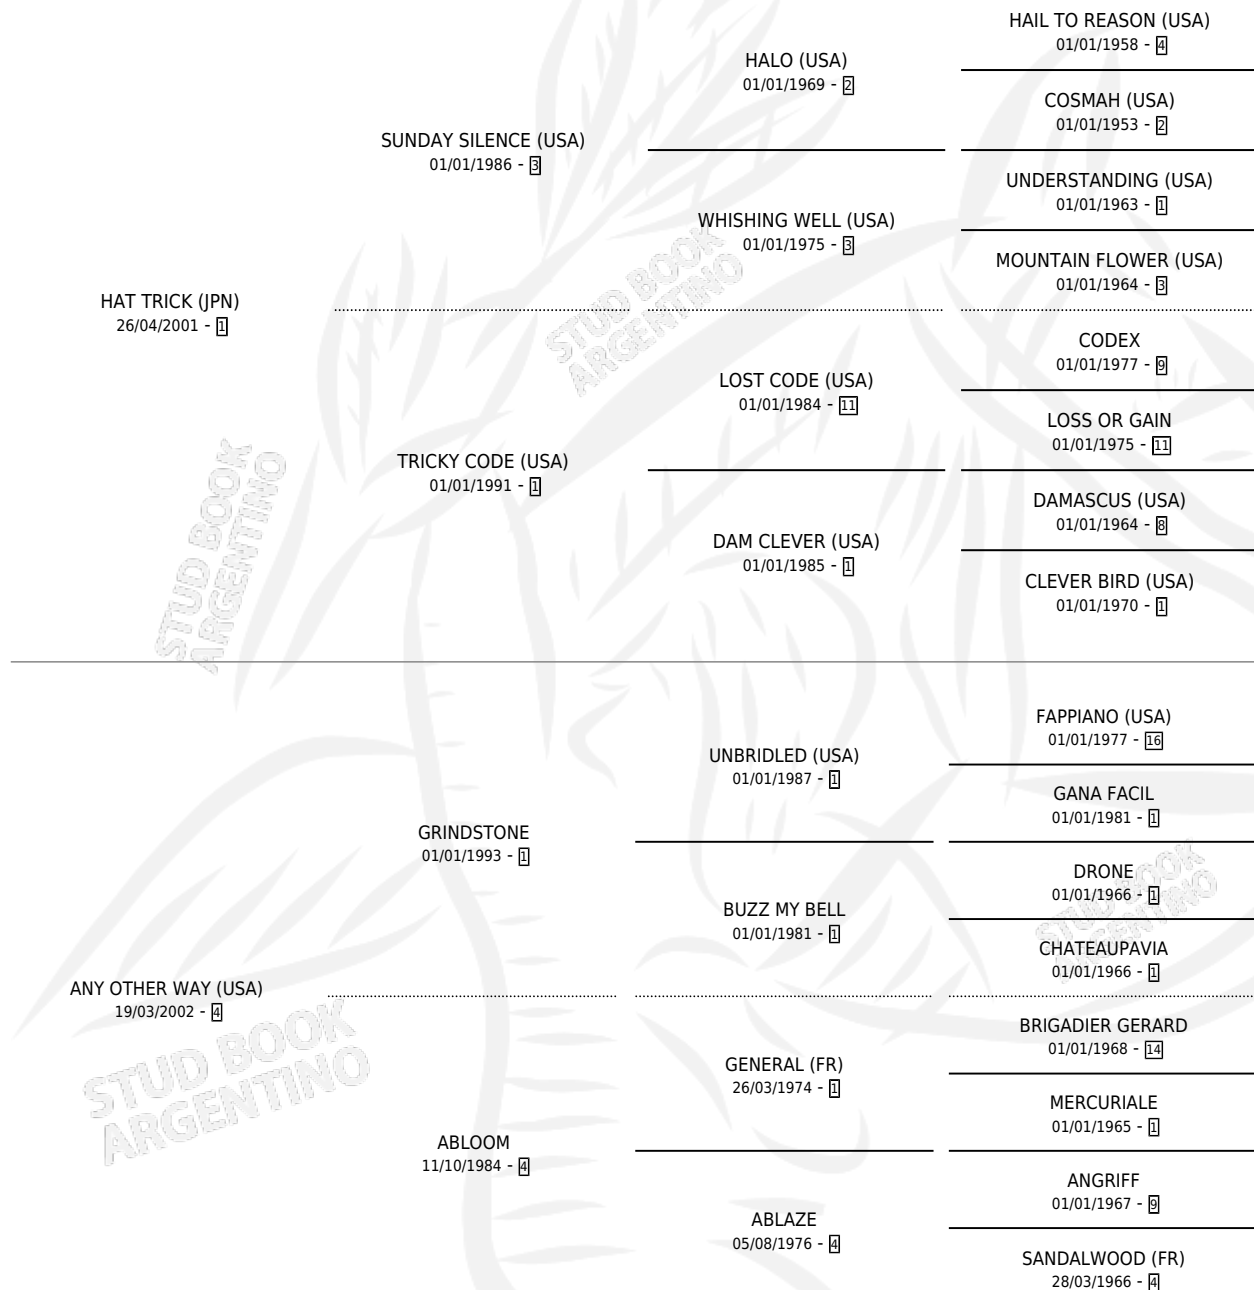 HAIL TO REASON (USA)
01/01/1958 - 4
HALO (USA)
01/01/1969 - 2
COSMAH (USA)
01/01/1953 - 2
SUNDAY SILENCE (USA)
01/01/1986 - 3
UNDERSTANDING (USA)
01/01/1963 - 1
WHISHING WELL (USA)
01/01/1975 - 3
MOUNTAIN FLOWER (USA)
01/01/1964 - 3
HAT TRICK (JPN)
26/04/2001 - 1
CODEX
01/01/1977 - 9
LOST CODE (USA)
01/01/1984 - 11
LOSS OR GAIN
01/01/1975 - 11
TRICKY CODE (USA)
01/01/1991 - 1
DAMASCUS (USA)
01/01/1964 - 8
DAM CLEVER (USA)
01/01/1985 - 1
CLEVER BIRD (USA)
01/01/1970 - 1
FAPPIANO (USA)
01/01/1977 - 16
UNBRIDLED (USA)
01/01/1987 - 1
GANA FACIL
01/01/1981 - 1
GRINDSTONE
01/01/1993 - 1
DRONE
01/01/1966 - 1
BUZZ MY BELL
01/01/1981 - 1
CHATEAUPAVIA
01/01/1966 - 1
ANY OTHER WAY (USA)
19/03/2002 - 4
BRIGADIER GERARD
01/01/1968 - 14
GENERAL (FR)
26/03/1974 - 1
MERCURIALE
01/01/1965 - 1
ABLOOM
11/10/1984 - 4
ANGRIFF
01/01/1967 - 9
ABLAZE
05/08/1976 - 4
SANDALWOOD (FR)
28/03/1966 - 4
STUD BOOK
ARGENTINO
STUD BOOK
ARGENTINO
STUD BOOK
ARGENTINO
STUD BOOK
ARGENTINO